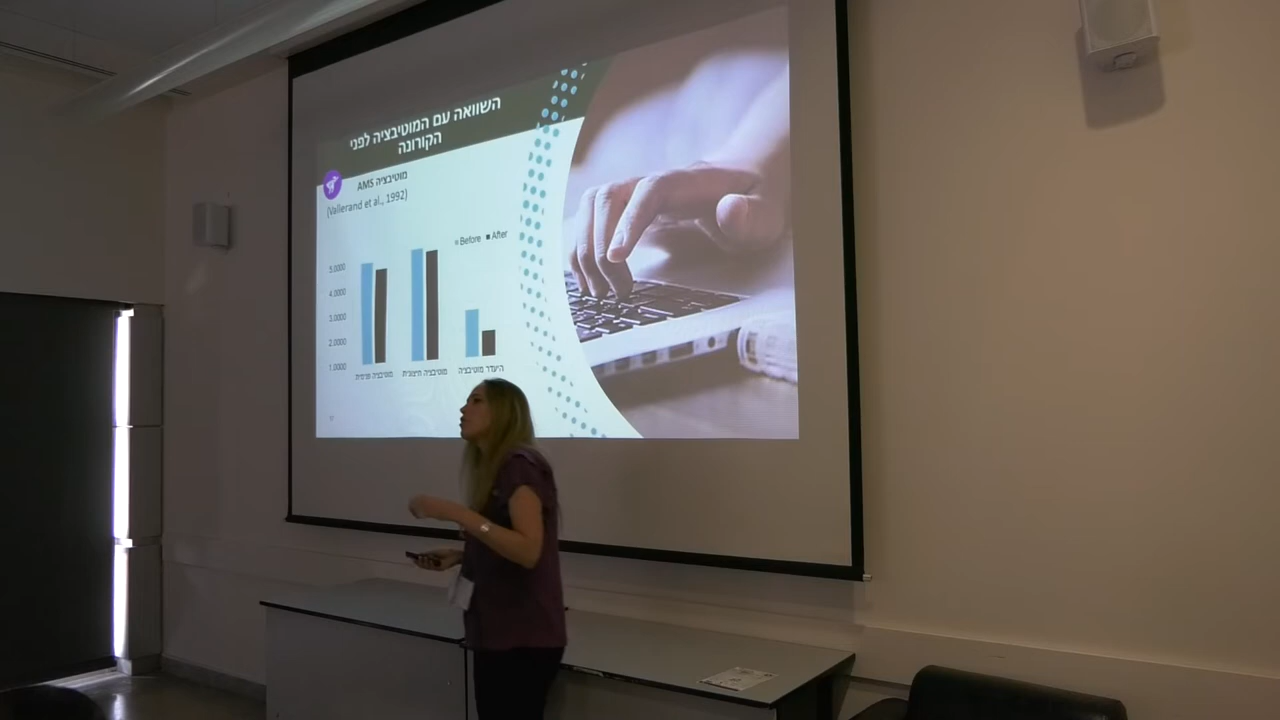 השוואה עם המוטיבציה לפני
הקורונה
מוטיבציה AMS
(Vallerand et al., 1992)
Before After
5.0000
4.0000
3.0000
2.0000
1.0000
מוטיבציה פנימית מוטיבציה חיצונית היעדר מוטיבציה